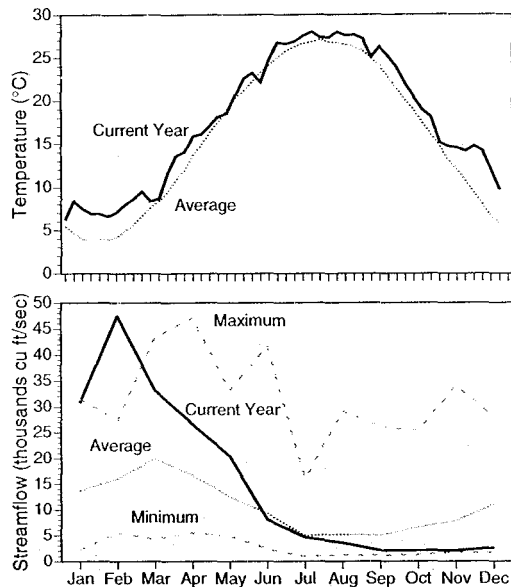 30
25
20
15
10
5
0
Temperature (°C)
Current Year
Average
50
45
40
35
30
25
20
15
10
5
0
Streamflow (thousands cu ft/sec)
Maximum
Current Year
Average
Minimum
Jan Feb Mar Apr May Jun Jul Aug Sep Oct Nov Dec